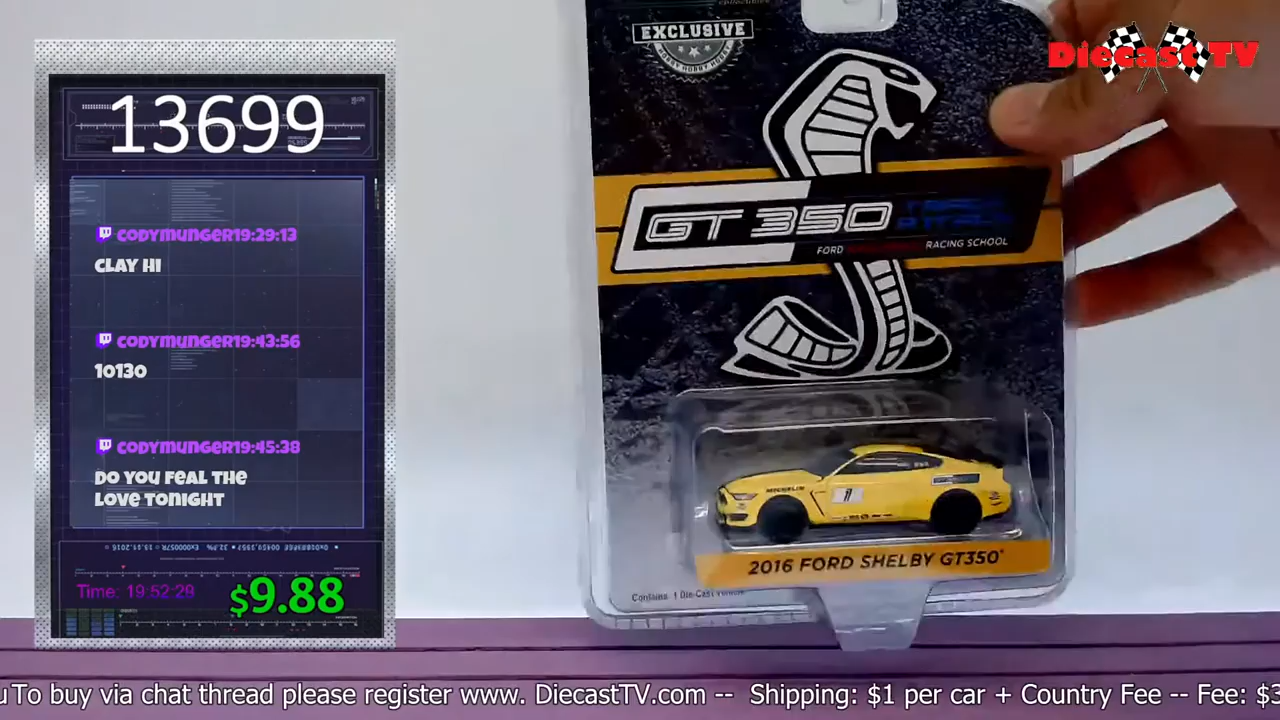 13699
codymunger19:29:13
CLAY HI
codymunger19:43:56
10130
codymunger19:45:38
DO YOU FEAL THE
LOVE TONIGHT
Time: 19:52:29
$9.88
EXCLUSIVE
Diecast TV
GT 350
FORD
RACING SCHOOL
MICHELIN
2016 FORD SHELBY GT350
Contains: 1 Die-Cast Vehicle
uTo buy via chat thread please register www. DiecastTV.com -- Shipping: $1 per car + Country Fee -- Fee: $3